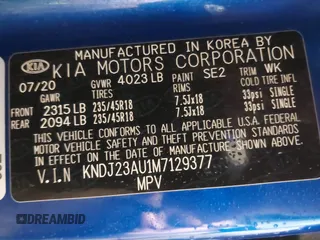 MANUFACTURED IN KOREA BY
KIA KIA MOTORS CORPORATION
07/20 GVWR 4023 LB PAINT SE2 TRIM WK
GAWR TIRES RIMS COLD TIRE INFL
FRONT 2315 LB 235/45R18 7.5JX18 33psi SINGLE
REAR 2094 LB 235/45R18 7.5JX18 33psi SINGLE
THIS VEHICLE CONFORMS TO ALL APPLICABLE U.S.A. FEDERAL
MOTOR VEHICLE SAFETY, BUMPER, AND THEFT PREVENTION
STANDARDS IN EFFECT ON THE DATE OF MANUFACTURE SHOWN ABOVE.
V.I.N KNDJ23AU1M7129377
MPV
DREAMBID